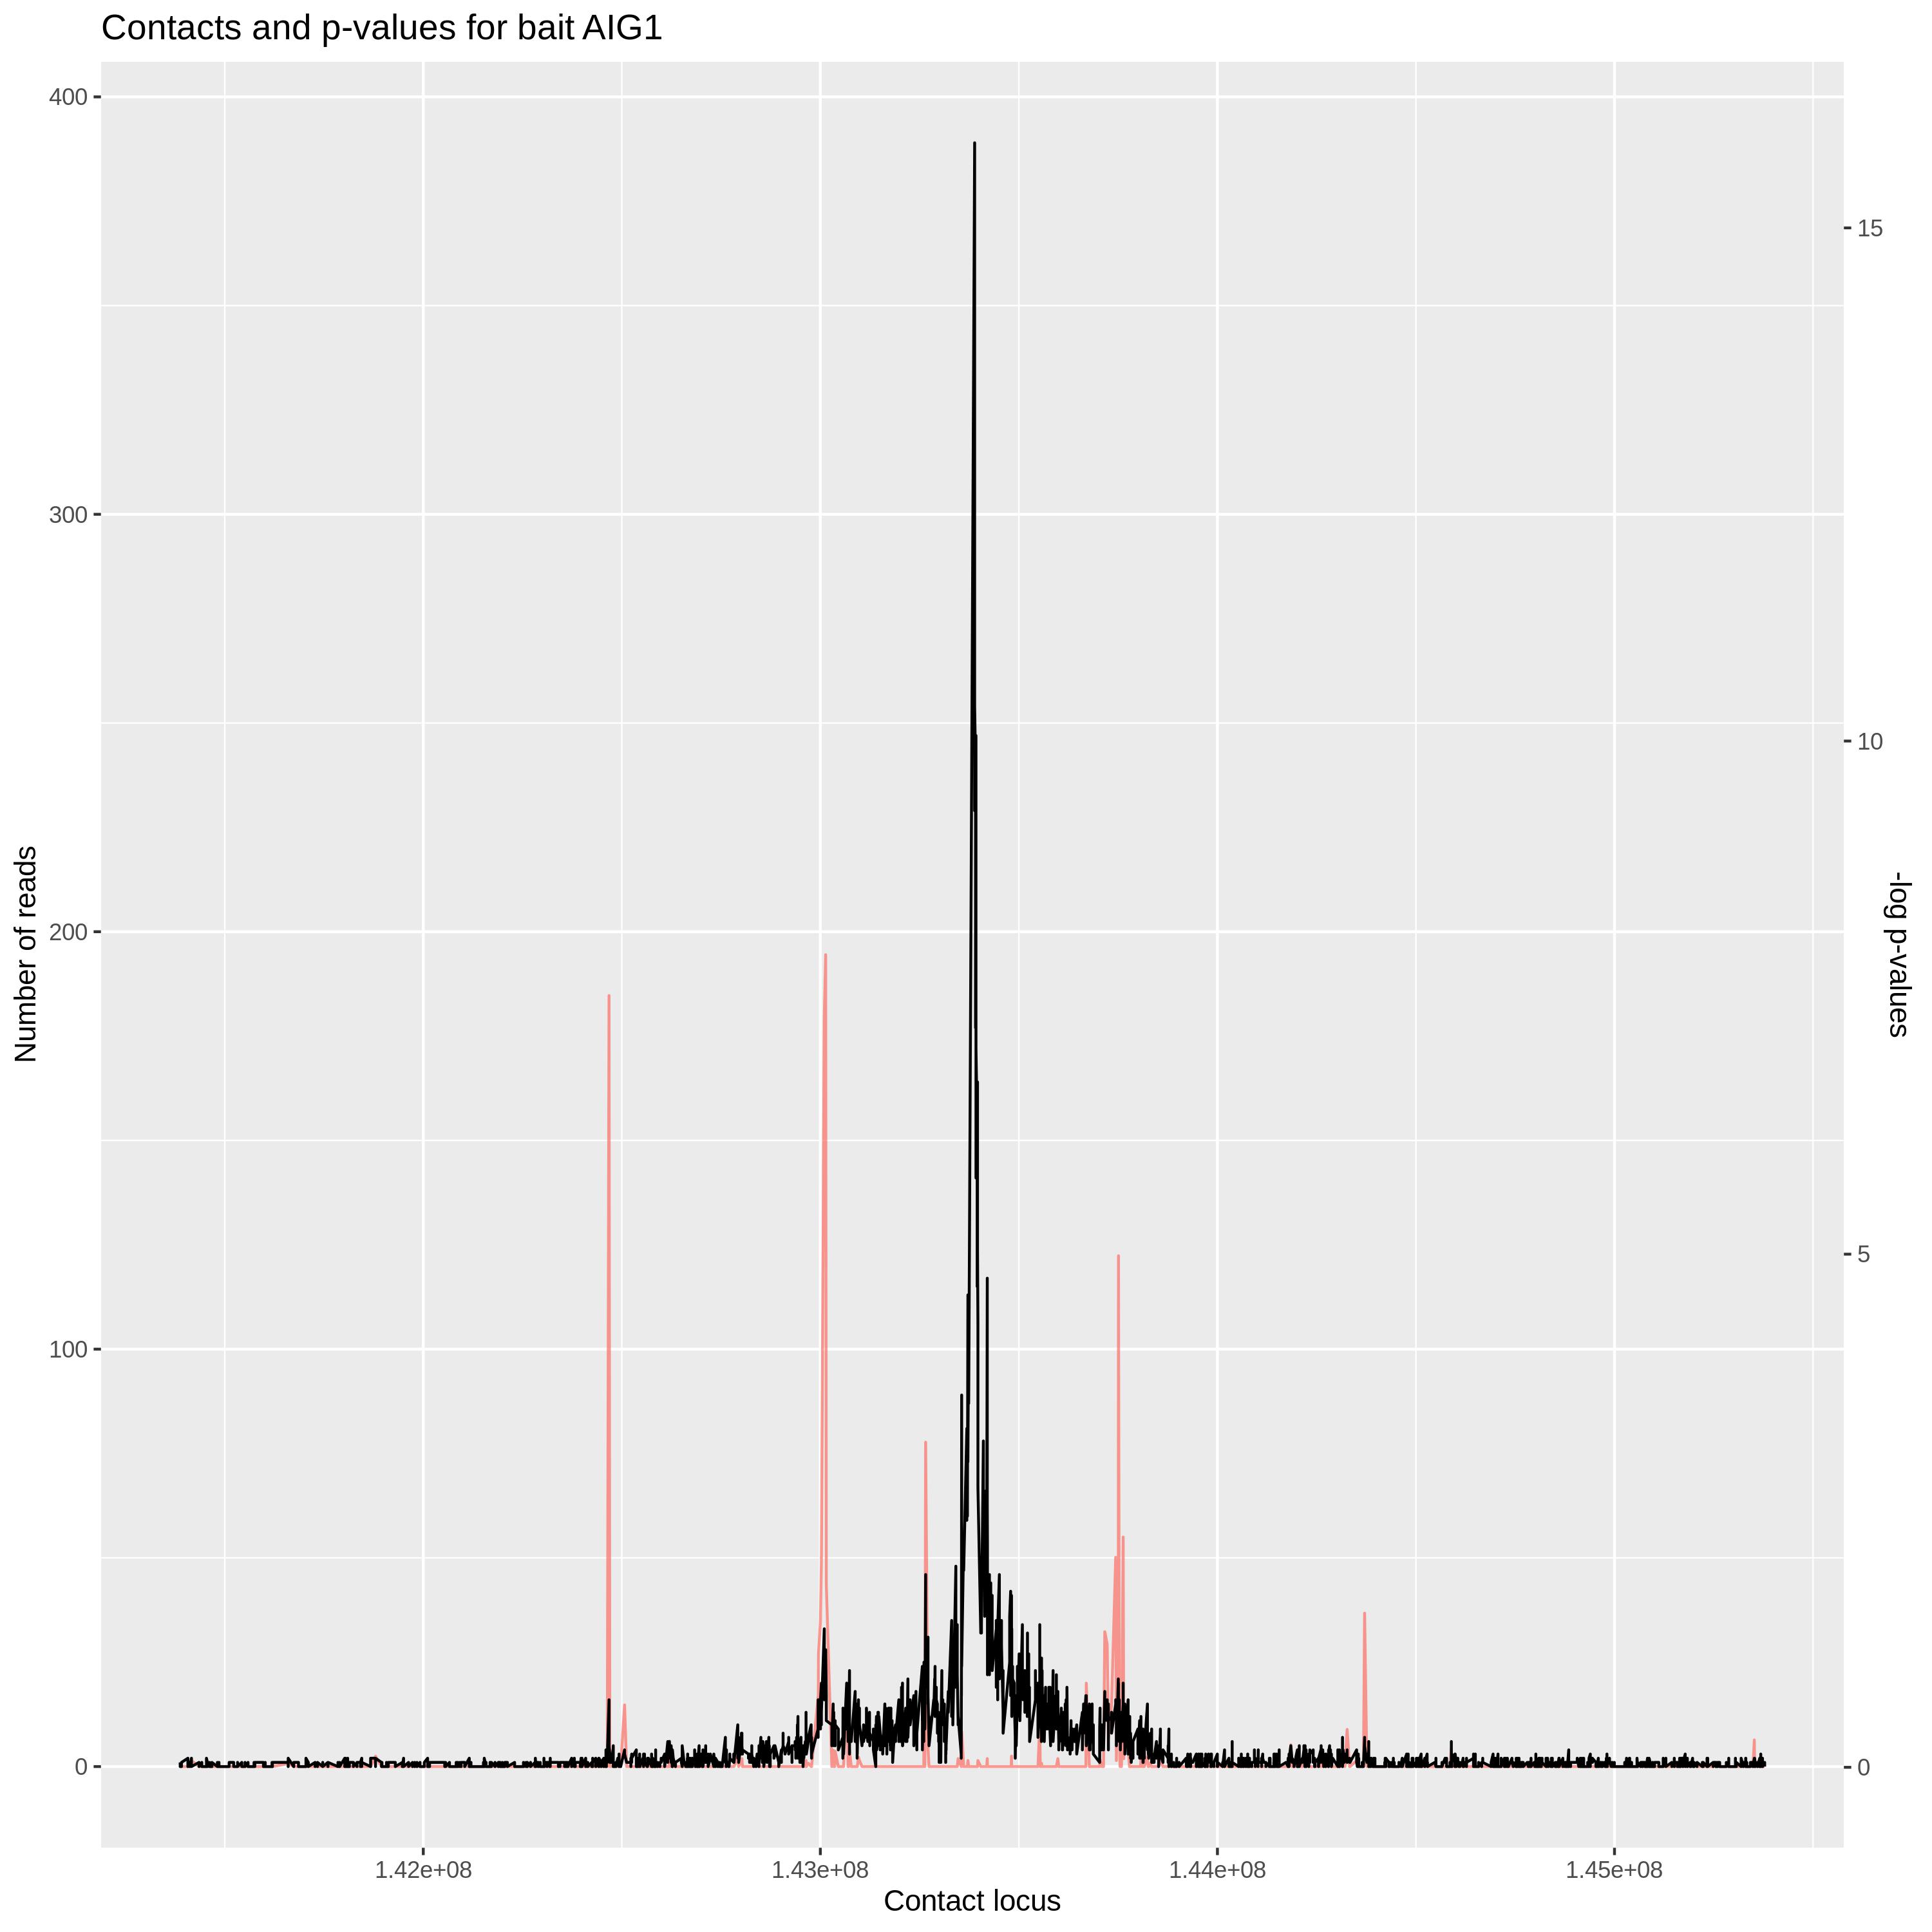 Contacts and p-values for bait AIG1
400
300
200
100
0
Number of reads
15
10
5
0
-log p-values
1.42e+08
1.43e+08
1.44e+08
1.45e+08
Contact locus